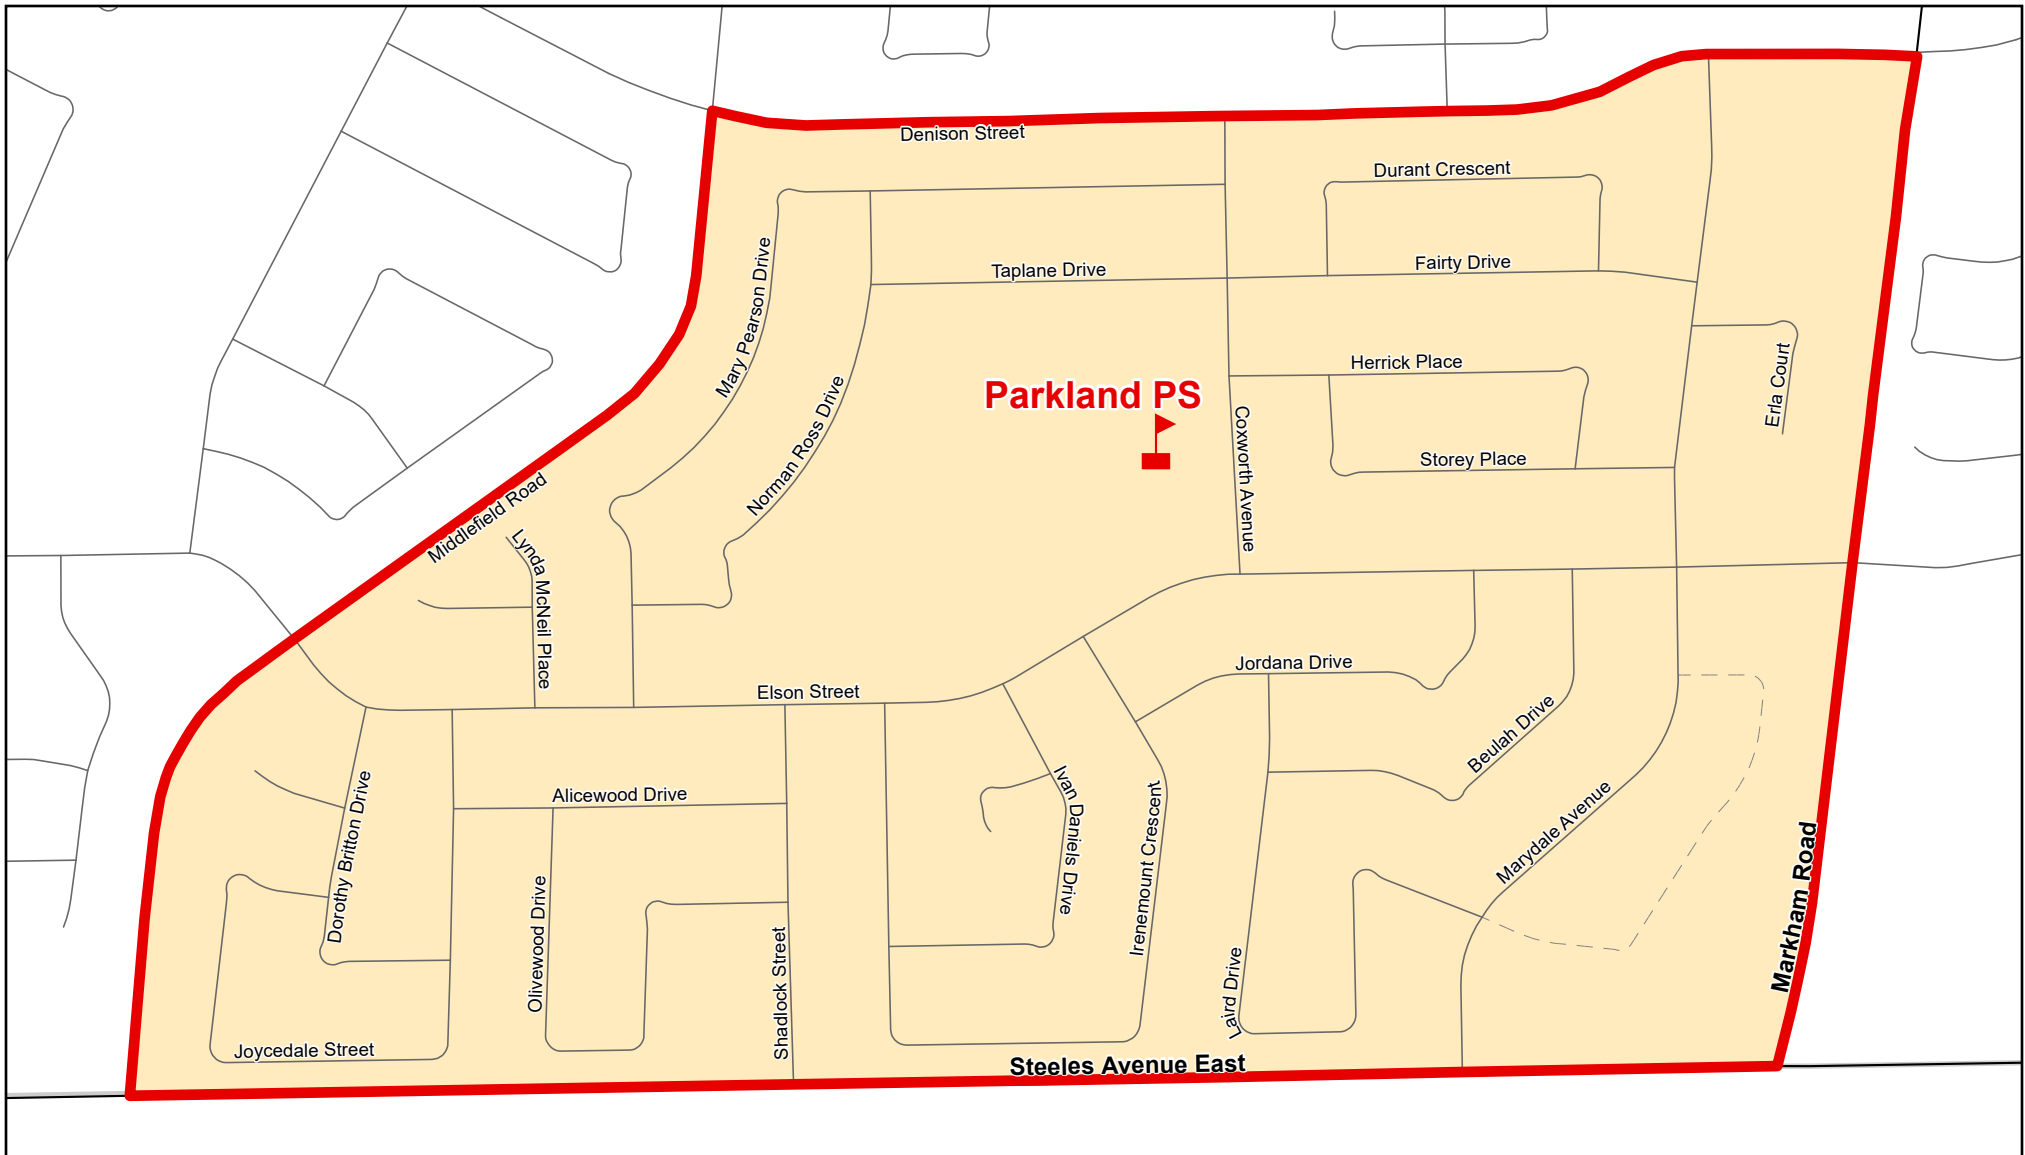 Denison Street
Durant Crescent
Mary Pearson Drive
Taplane Drive
Fairty Drive
Norman Ross Drive
Parkland PS
Herrick Place
Erla Court
Coxworth Avenue
Storey Place
Middlefield Road
Lynda McNeil Place
Jordana Drive
Elson Street
Beulah Drive
Dorothy Britton Drive
Alicewood Drive
Ivan Daniels Drive
Irenemount Crescent
Marydale Avenue
Markham Road
Olivewood Drive
Shadlock Street
Laird Drive
Joycedale Street
Steeles Avenue East